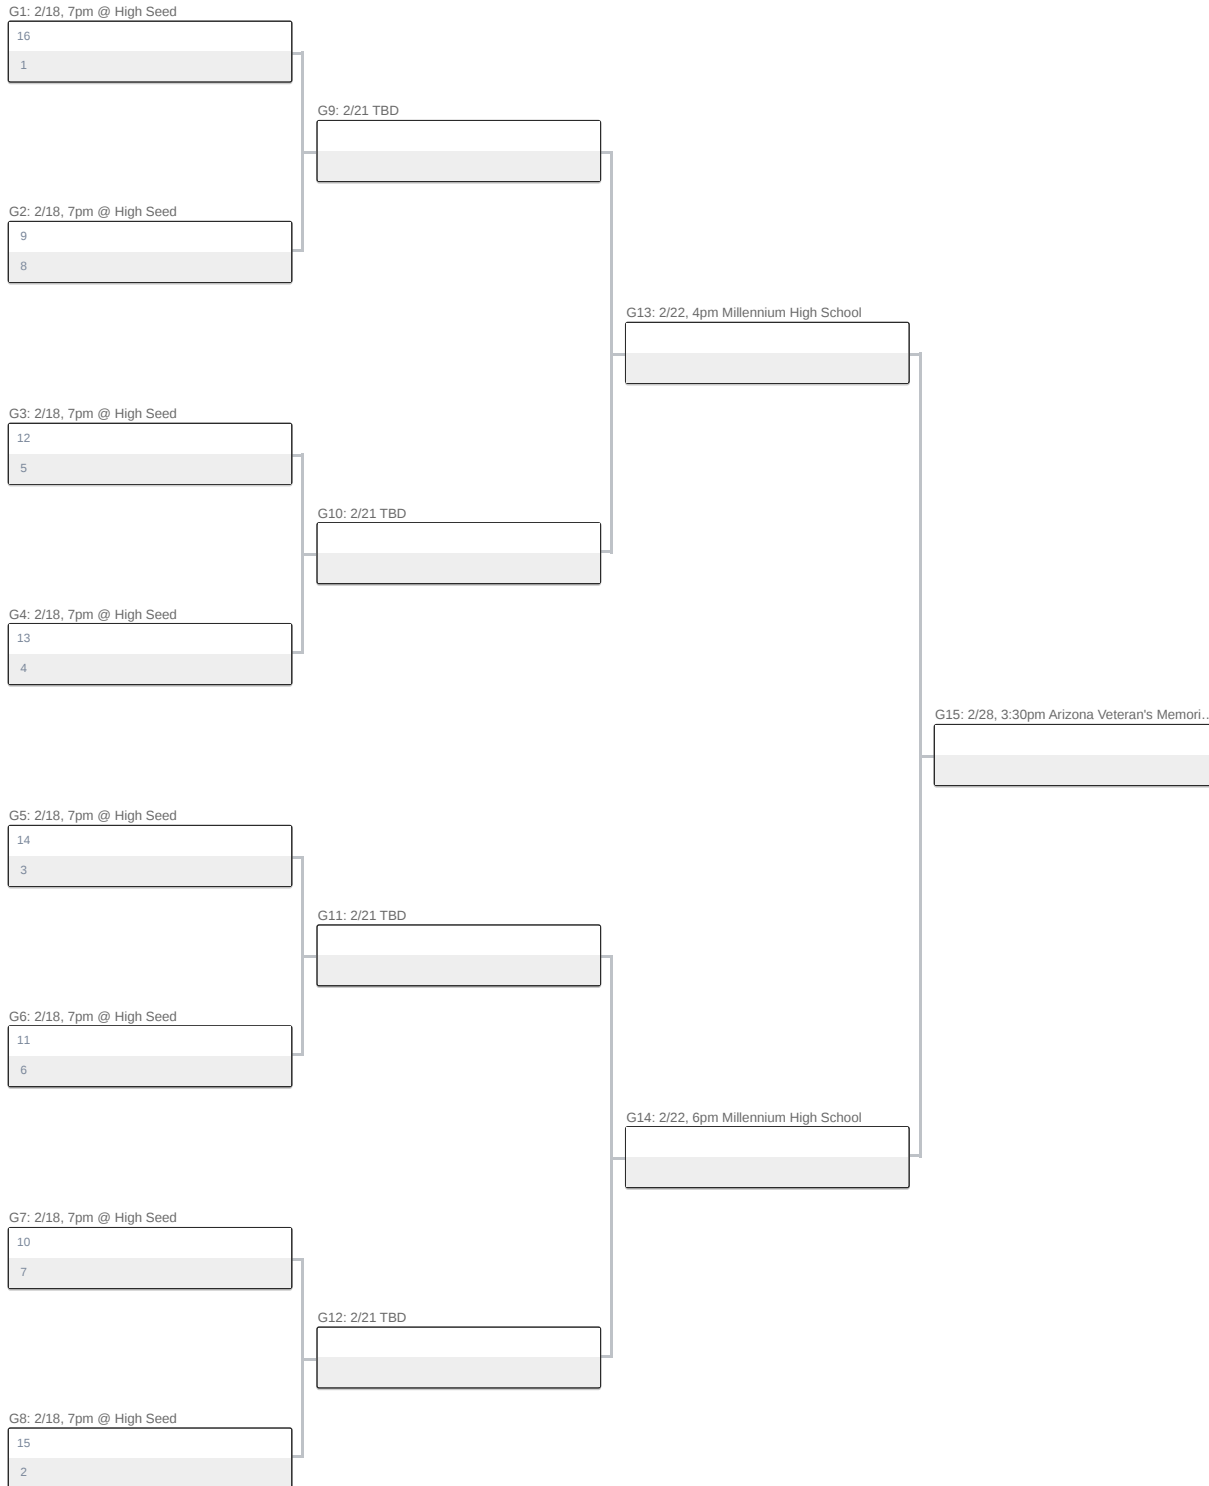 G1: 2/18, 7pm @ High Seed
16
1
G9: 2/21 TBD
G2: 2/18, 7pm @ High Seed
9
8
G13: 2/22, 4pm Millennium High School
G3: 2/18, 7pm @ High Seed
12
5
G10: 2/21 TBD
G4: 2/18, 7pm @ High Seed
13
4
G15: 2/28, 3:30pm Arizona Veteran's Memori..
G5: 2/18, 7pm @ High Seed
14
3
G11: 2/21 TBD
G6: 2/18, 7pm @ High Seed
11
6
G14: 2/22, 6pm Millennium High School
G7: 2/18, 7pm @ High Seed
10
7
G12: 2/21 TBD
G8: 2/18, 7pm @ High Seed
15
2